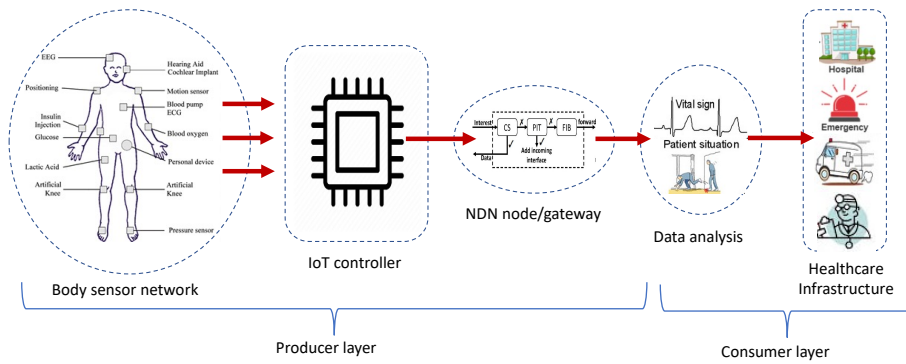 EEG
Hearing Aid
Cochlear Implant
Positioning
Motion sensor
Blood pump
ECG
Insulin
Injection
Glucose
Blood oxygen
Personal device
Lactic Acid
Artificial
Knee
Artificial
Knee
Pressure sensor
Body sensor network
IoT controller
Interest
CS
PIT
FIB
forward
✗
✗
✓
✓
Data
Add incoming
interface
NDN node/gateway
Vital sign
Patient situation
Data analysis
Hospital
Emergency
Healthcare
Infrastructure
Producer layer
Consumer layer